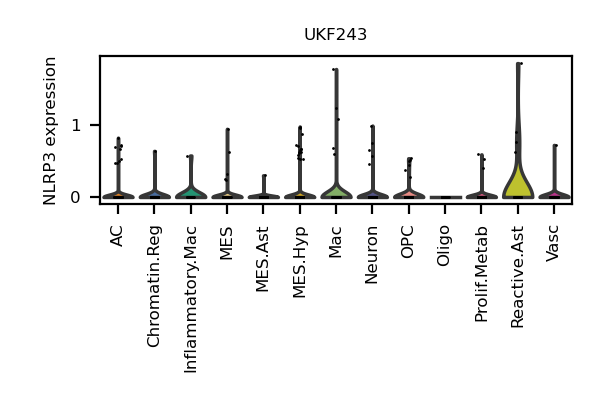 UKF243
NLRP3 expression
1
0
AC
Chromatin.Reg
Inflammatory.Mac
MES
MES.Ast
MES.Hyp
Mac
Neuron
OPC
Oligo
Prolif.Metab
Reactive.Ast
Vasc